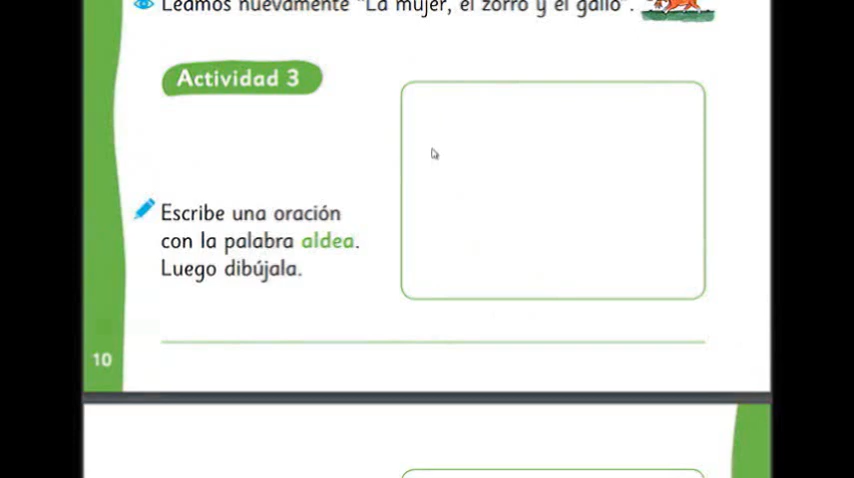 Leamos nuevamente "La mujer, el zorro y el gallo".
Actividad 3
Escribe una oración
con la palabra aldea.
Luego dibújala.
10